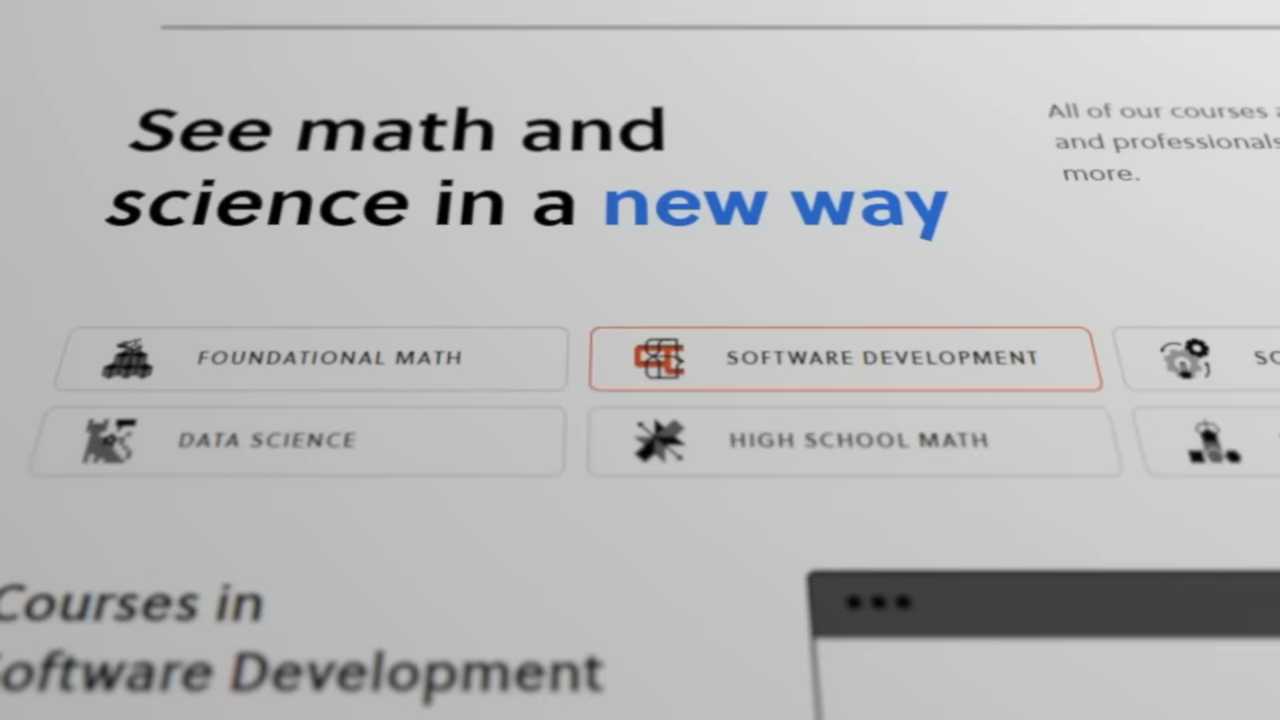 See math and
science in a new way
All of our courses
and professionals
more.
FOUNDATIONAL MATH
SOFTWARE DEVELOPMENT
DATA SCIENCE
HIGH SCHOOL MATH
Courses in
Software Development